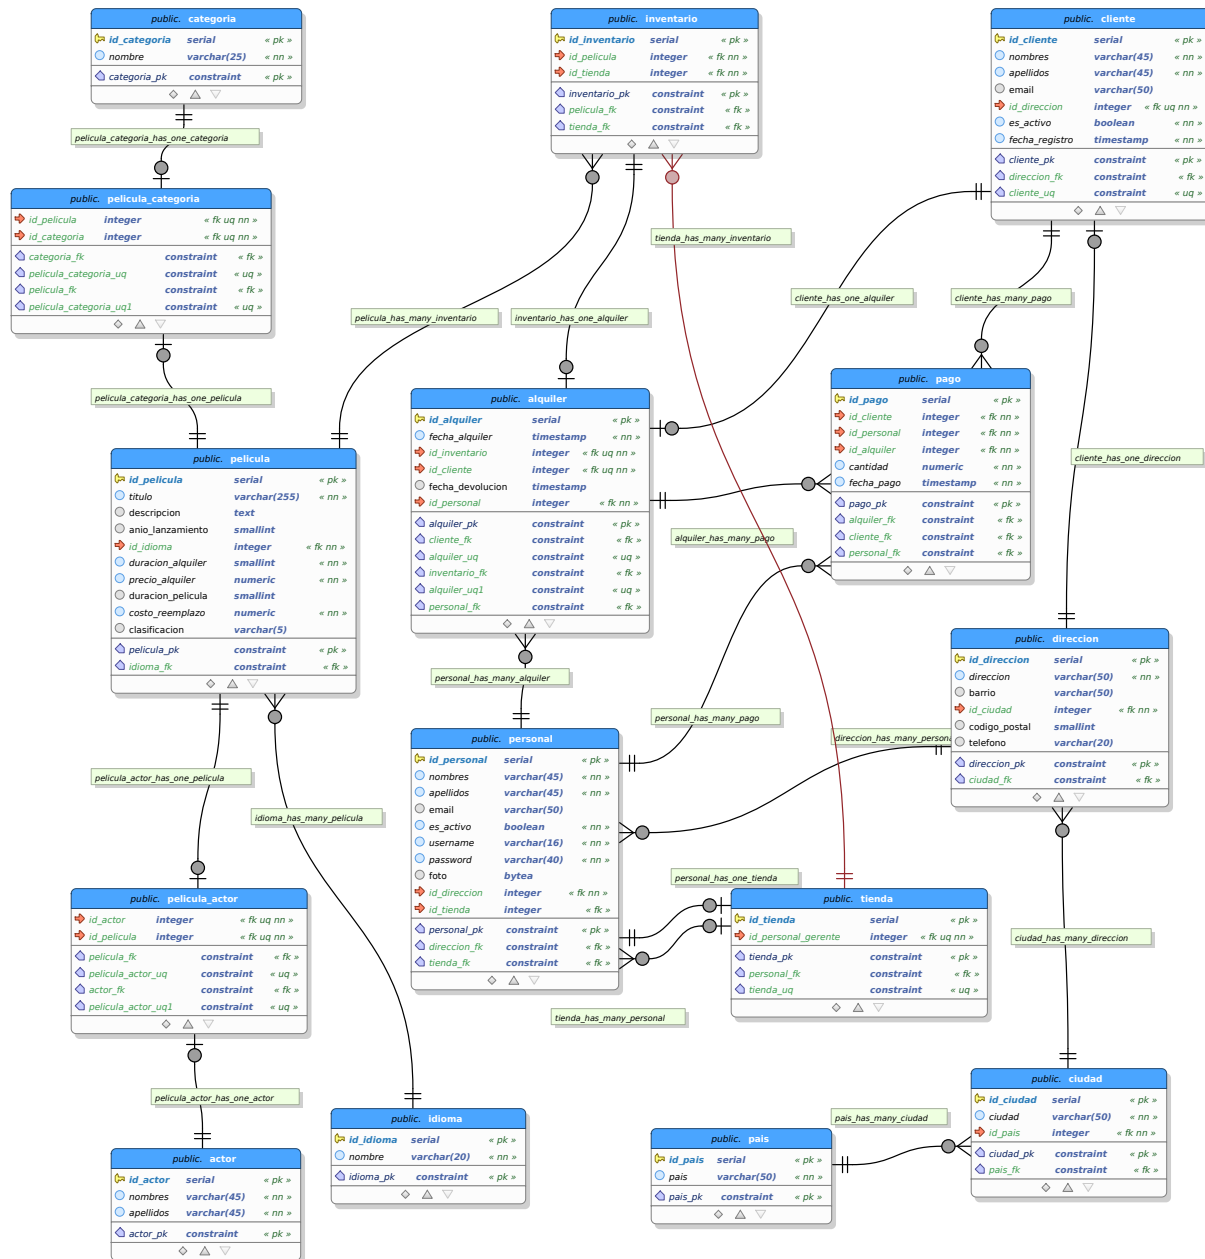 public. categoria
id_categoria serial « pk »
nombre varchar(25) « nn »
categoria_pk constraint « pk »
pelicula_categoria_has_one_categoria
public. pelicula_categoria
id_pelicula integer « fk uq nn »
id_categoria integer « fk uq nn »
categoria_fk constraint « fk »
pelicula_categoria_uq constraint « uq »
pelicula_fk constraint « fk »
pelicula_categoria_uq1 constraint « uq »
pelicula_categoria_has_one_pelicula
public. inventario
id_inventario serial « pk »
id_pelicula integer « fk nn »
id_tienda integer « fk nn »
inventario_pk constraint « pk »
pelicula_fk constraint « fk »
tienda_fk constraint « fk »
tienda_has_many_inventario
pelicula_has_many_inventario
inventario_has_one_alquiler
public. cliente
id_cliente serial « pk »
nombres varchar(45) « nn »
apellidos varchar(45) « nn »
email varchar(50)
id_direccion integer « fk uq nn »
es_activo boolean « nn »
fecha_registro timestamp « nn »
cliente_pk constraint « pk »
direccion_fk constraint « fk »
cliente_uq constraint « uq »
cliente_has_one_alquiler
cliente_has_many_pago
public. pelicula
id_pelicula serial « pk »
titulo varchar(255) « nn »
descripcion text
anio_lanzamiento smallint
id_idioma integer « fk nn »
duracion_alquiler smallint « nn »
precio_alquiler numeric « nn »
duracion_pelicula smallint
costo_reemplazo numeric « nn »
clasificacion varchar(5)
pelicula_pk constraint « pk »
idioma_fk constraint « fk »
public. alquiler
id_alquiler serial « pk »
fecha_alquiler timestamp « nn »
id_inventario integer « fk uq nn »
id_cliente integer « fk uq nn »
fecha_devolucion timestamp
id_personal integer « fk nn »
alquiler_pk constraint « pk »
cliente_fk constraint « fk »
alquiler_uq constraint « uq »
inventario_fk constraint « fk »
alquiler_uq1 constraint « uq »
personal_fk constraint « fk »
public. pago
id_pago serial « pk »
id_cliente integer « fk nn »
id_personal integer « fk nn »
id_alquiler integer « fk nn »
cantidad numeric « nn »
fecha_pago timestamp « nn »
pago_pk constraint « pk »
alquiler_fk constraint « fk »
cliente_fk constraint « fk »
personal_fk constraint « fk »
cliente_has_one_direccion
alquiler_has_many_pago
personal_has_many_alquiler
personal_has_many_pago
direccion_has_many_persona
public. direccion
id_direccion serial « pk »
direccion varchar(50) « nn »
barrio varchar(50)
id_ciudad integer « fk nn »
codigo_postal smallint
telefono varchar(20)
direccion_pk constraint « pk »
ciudad_fk constraint « fk »
public. personal
id_personal serial « pk »
nombres varchar(45) « nn »
apellidos varchar(45) « nn »
email varchar(50)
es_activo boolean « nn »
username varchar(16) « nn »
password varchar(40) « nn »
foto bytea
id_direccion integer « fk nn »
id_tienda integer « fk »
personal_pk constraint « pk »
direccion_fk constraint « fk »
tienda_fk constraint « fk »
pelicula_actor_has_one_pelicula
idioma_has_many_pelicula
personal_has_one_tienda
public. tienda
id_tienda serial « pk »
id_personal_gerente integer « fk uq nn »
tienda_pk constraint « pk »
personal_fk constraint « fk »
tienda_uq constraint « uq »
tienda_has_many_personal
ciudad_has_many_direccion
public. pelicula_actor
id_actor integer « fk uq nn »
id_pelicula integer « fk uq nn »
pelicula_fk constraint « fk »
pelicula_actor_uq constraint « uq »
actor_fk constraint « fk »
pelicula_actor_uq1 constraint « uq »
pelicula_actor_has_one_actor
public. actor
id_actor serial « pk »
nombres varchar(45) « nn »
apellidos varchar(45) « nn »
actor_pk constraint « pk »
public. idioma
id_idioma serial « pk »
nombre varchar(20) « nn »
idioma_pk constraint « pk »
public. pais
id_pais serial « pk »
pais varchar(50) « nn »
pais_pk constraint « pk »
pais_has_many_ciudad
public. ciudad
id_ciudad serial « pk »
ciudad varchar(50) « nn »
id_pais integer « fk nn »
ciudad_pk constraint « pk »
pais_fk constraint « fk »